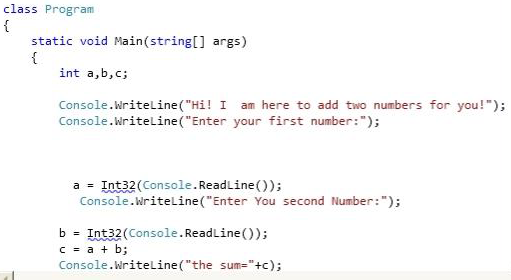 class Program
{
static void Main(string[] args)
{
int a,b,c;
Console.WriteLine("Hi! I  am here to add two numbers for you!");
Console.WriteLine("Enter your first number:");
a = Int32(Console.ReadLine());
Console.WriteLine("Enter You second Number:");
b = Int32(Console.ReadLine());
c = a + b;
Console.WriteLine("the sum="+c);